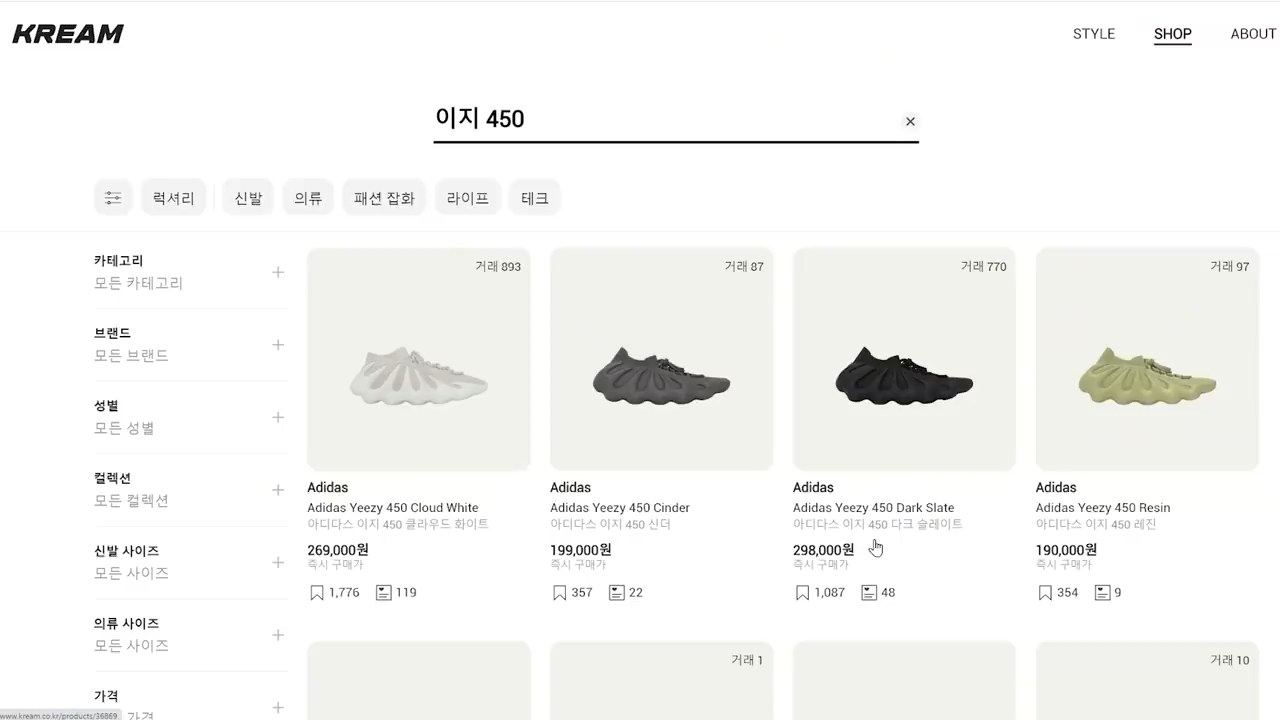 KREAM
STYLE
SHOP
ABOUT
이지 450
럭셔리
신발
의류
패션 잡화
라이프
테크
카테고리
모든 카테고리
브랜드
모든 브랜드
성별
모든 성별
컬렉션
모든 컬렉션
신발 사이즈
모든 사이즈
의류 사이즈
모든 사이즈
가격
가격
거래 893
Adidas
Adidas Yeezy 450 Cloud White
아디다스 이지 450 클라우드 화이트
269,000원
즉시 구매가
1,776
119
거래 87
Adidas
Adidas Yeezy 450 Cinder
아디다스 이지 450 신더
199,000원
즉시 구매가
357
22
거래 770
Adidas
Adidas Yeezy 450 Dark Slate
아디다스 이지 450 다크 슬레이트
298,000원
즉시 구매가
1,087
48
거래 97
Adidas
Adidas Yeezy 450 Resin
아디다스 이지 450 레진
190,000원
즉시 구매가
354
9
거래 1
거래 10
www.kream.co.kr/products/36869